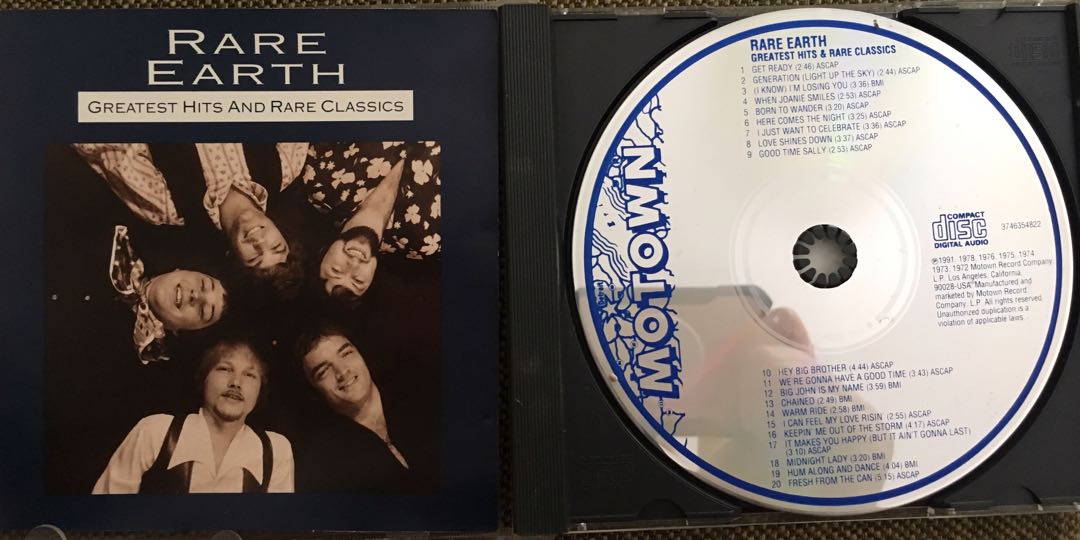 RARE
EARTH
GREATEST HITS AND RARE CLASSICS
RARE EARTH
GREATEST HITS & RARE CLASSICS
1 GET READY (2:46) ASCAP
2 GENERATION (LIGHT UP THE SKY) (2:44) ASCAP
3 (I KNOW) I'M LOSING YOU (3:36) BMI
4 WHEN JOANIE SMILES (2:53) ASCAP
5 BORN TO WANDER (3:20) ASCAP
6 HERE COMES THE NIGHT (3:25) ASCAP
7 I JUST WANT TO CELEBRATE (3:36) ASCAP
8 LOVE SHINES DOWN (3:37) ASCAP
9 GOOD TIME SALLY (2:53) ASCAP
MOTOWN
COMPACT
disc
DIGITAL AUDIO
3746354822
℗1991, 1978, 1976, 1975, 1974,
1973, 1972 Motown Record Company,
L.P. Los Angeles, California,
90028-USA. Manufactured and
marketed by Motown Record
Company, L.P. All rights reserved.
Unauthorized duplication is a
violation of applicable laws.
10 HEY BIG BROTHER (4:44) ASCAP
11 WE'RE GONNA HAVE A GOOD TIME (3:43) ASCAP
12 BIG JOHN IS MY NAME (3:59) BMI
13 CHAINED (2:49) BMI
14 WARM RIDE (2:58) BMI
15 I CAN FEEL MY LOVE RISIN' (2:55) ASCAP
16 KEEPIN' ME OUT OF THE STORM (4:17) ASCAP
17 IT MAKES YOU HAPPY (BUT IT AIN'T GONNA LAST)
(3:10) ASCAP
18 MIDNIGHT LADY (3:20) BMI
19 HUM ALONG AND DANCE (4:04) BMI
20 FRESH FROM THE CAN (5:15) ASCAP